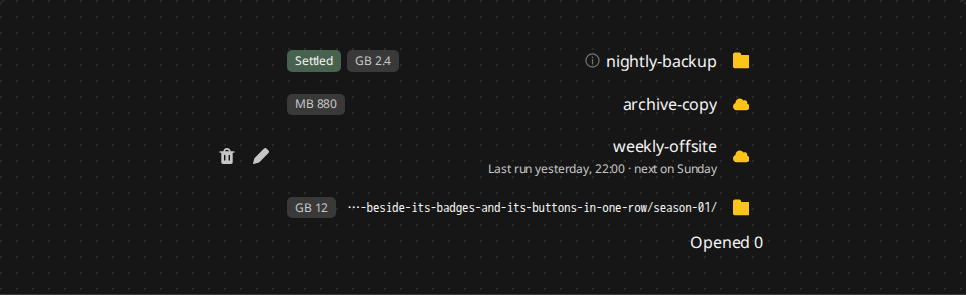 nightly-backup GB 2.4 Settled
archive-copy MB 880
weekly-offsite
Last run yesterday, 22:00 · next on Sunday
…-beside-its-badges-and-its-buttons-in-one-row/season-01/ GB 12
Opened 0